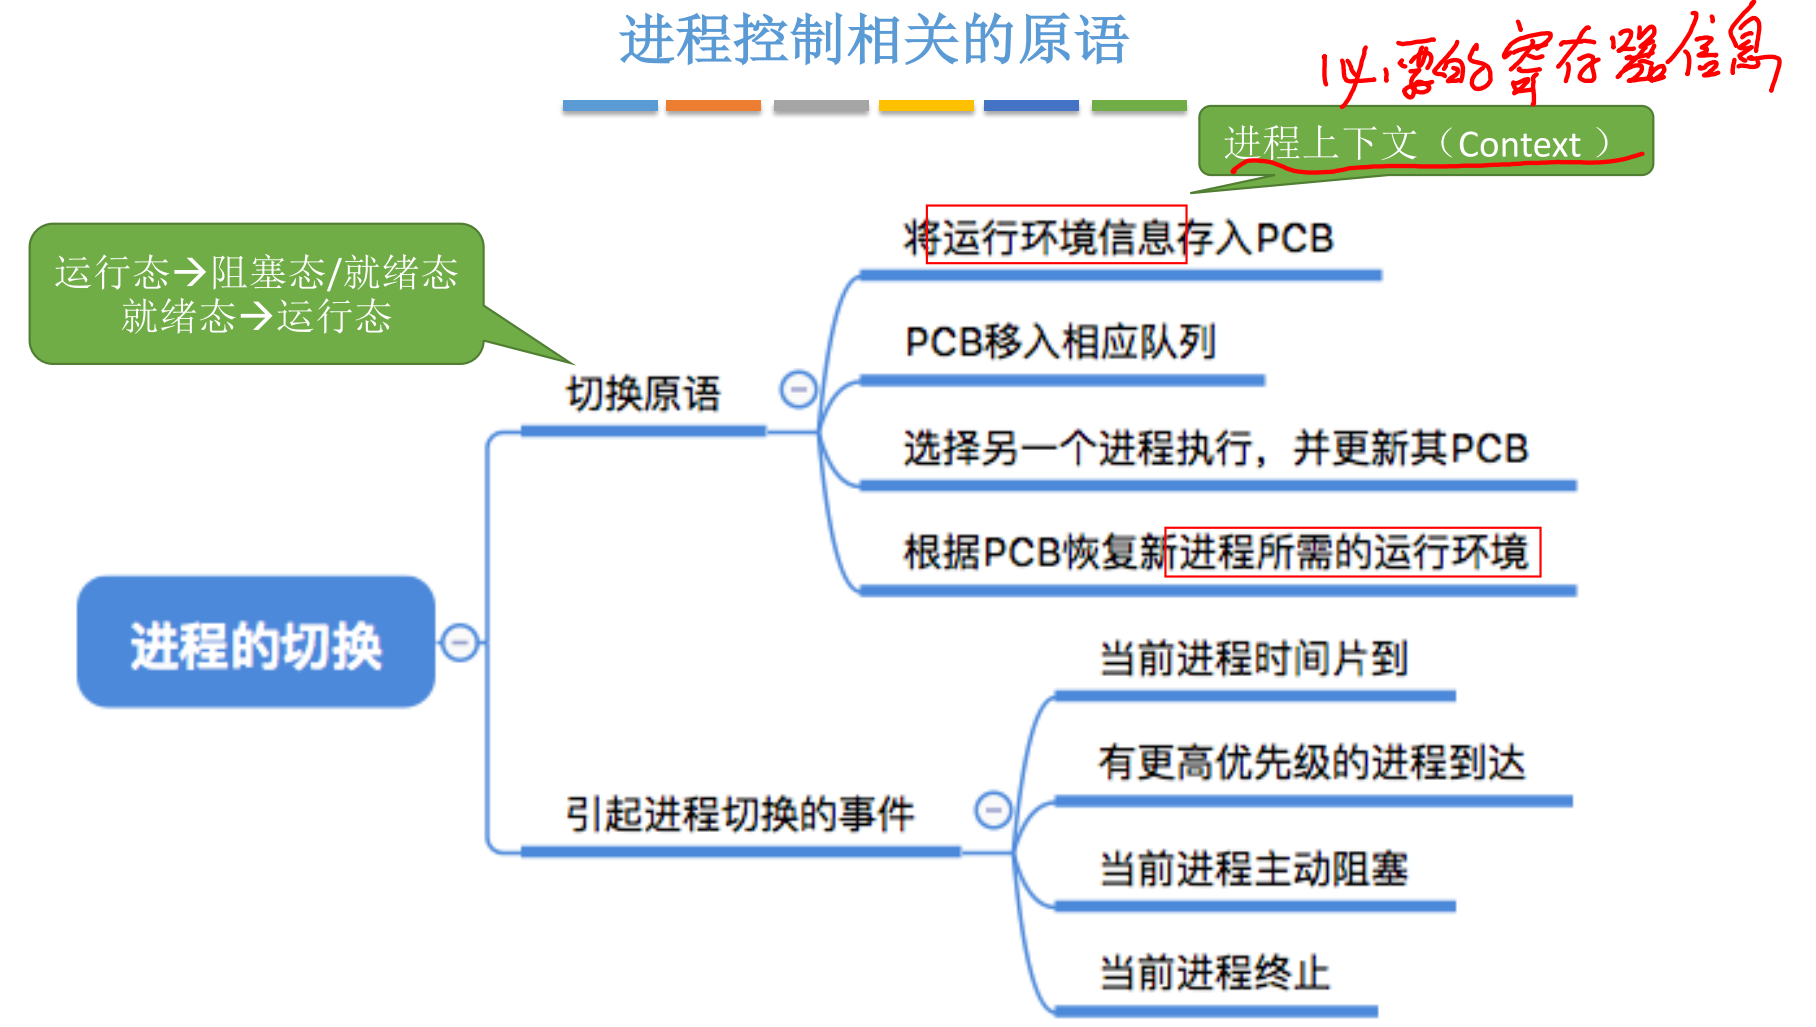 进程控制相关的原语
必要的寄存器信息
进程上下文（Context ）
将运行环境信息存入PCB
运行态→阻塞态/就绪态
就绪态→运行态
PCB移入相应队列
切换原语
选择另一个进程执行，并更新其PCB
根据PCB恢复新进程所需的运行环境
进程的切换
当前进程时间片到
有更高优先级的进程到达
引起进程切换的事件
当前进程主动阻塞
当前进程终止